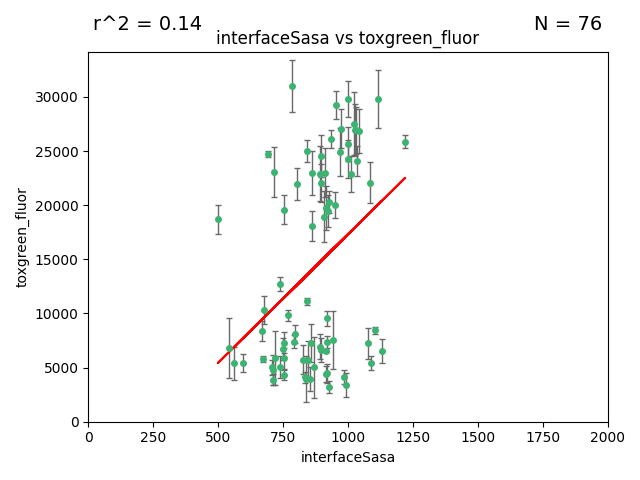 r^2 = 0.14
N = 76
interfaceSasa vs toxgreen_fluor
30000
25000
20000
15000
10000
5000
0
toxgreen_fluor
0 250 500 750 1000 1250 1500 1750 2000
interfaceSasa